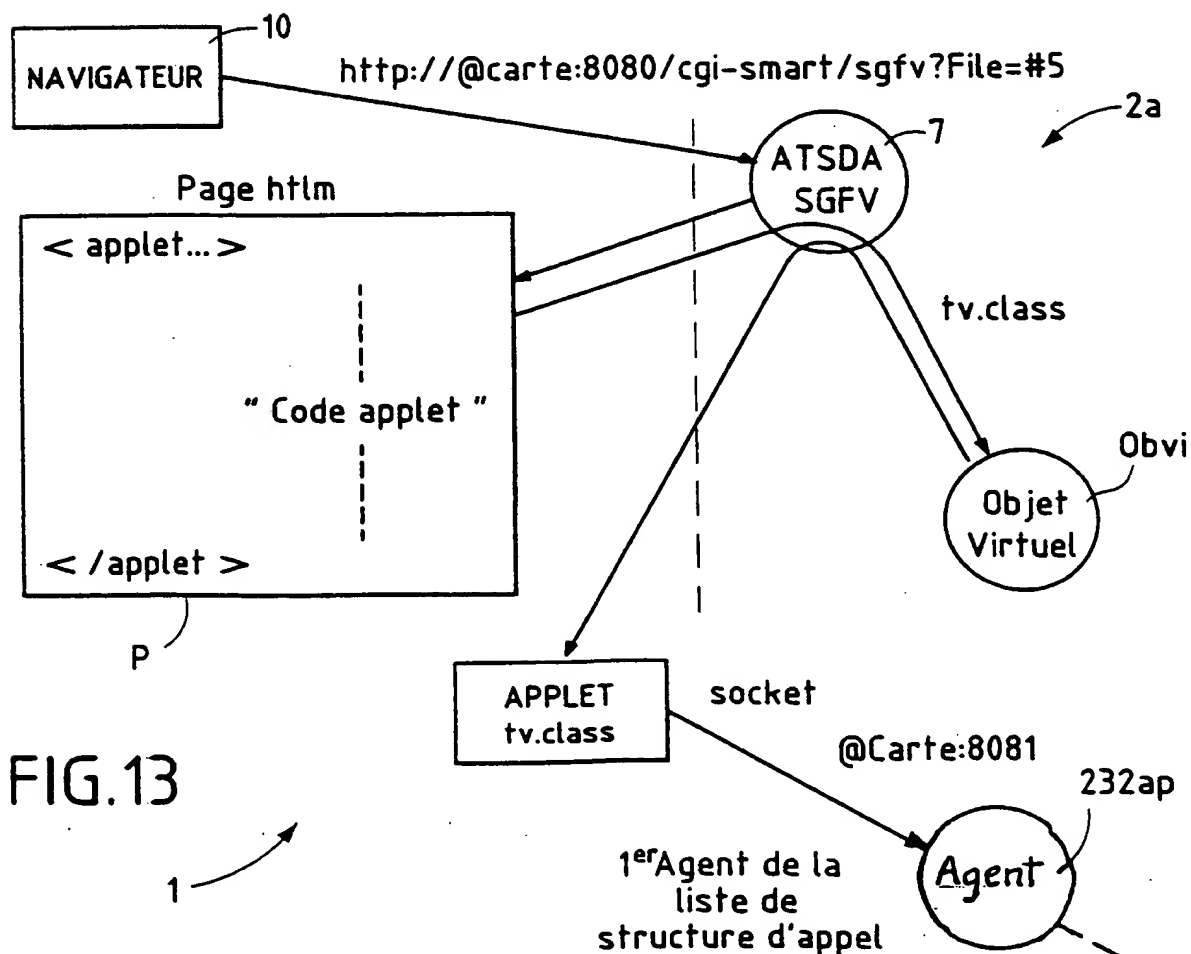 10
NAVIGATEUR
http://@carte:8080/cgi-smart/sgfv?File=#5
2a
7
ATSDA
SGFV
Page htlm
< applet... >
tv.class
" Code applet "
Obvi
Objet
Virtuel
< /applet >
P
APPLET
tv.class
socket
@Carte:8081
FIG.13
232ap
1
1er Agent de la
liste de
structure d'appel
Agent